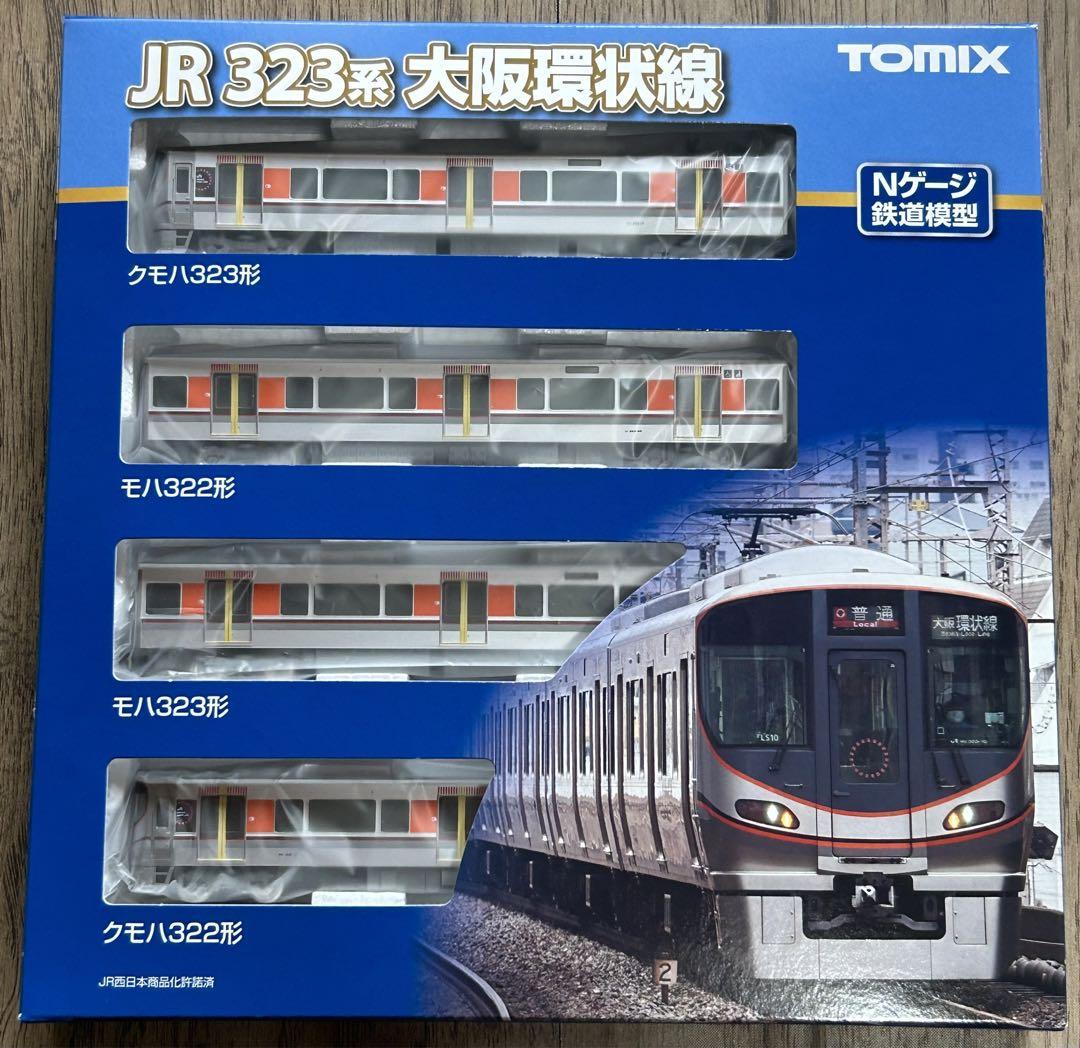 JR 323系 大阪環状線
TOMIX
Nゲージ
鉄道模型
クモハ323形
モハ322形
モハ323形
クモハ322形
普通
Local
大阪環状線
Osaka Loop Line
LS10
2
JR西日本商品化許諾済